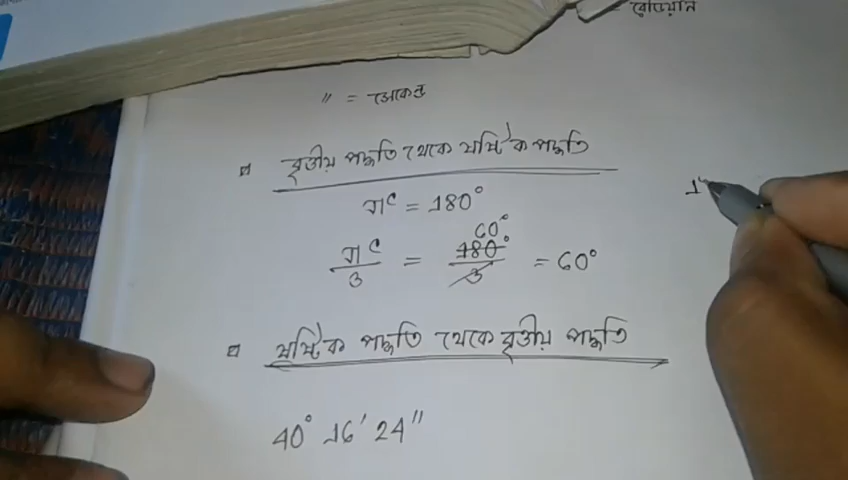 = রেডিয়ান
" = সেকেন্ড
বৃত্তীয় পদ্ধতি থেকে ষষ্টিক পদ্ধতি
πᶜ = 180°
πᶜ/3 = 180°/3 60° = 60°
ষষ্টিক পদ্ধতি থেকে বৃত্তীয় পদ্ধতি
40° 16' 24"